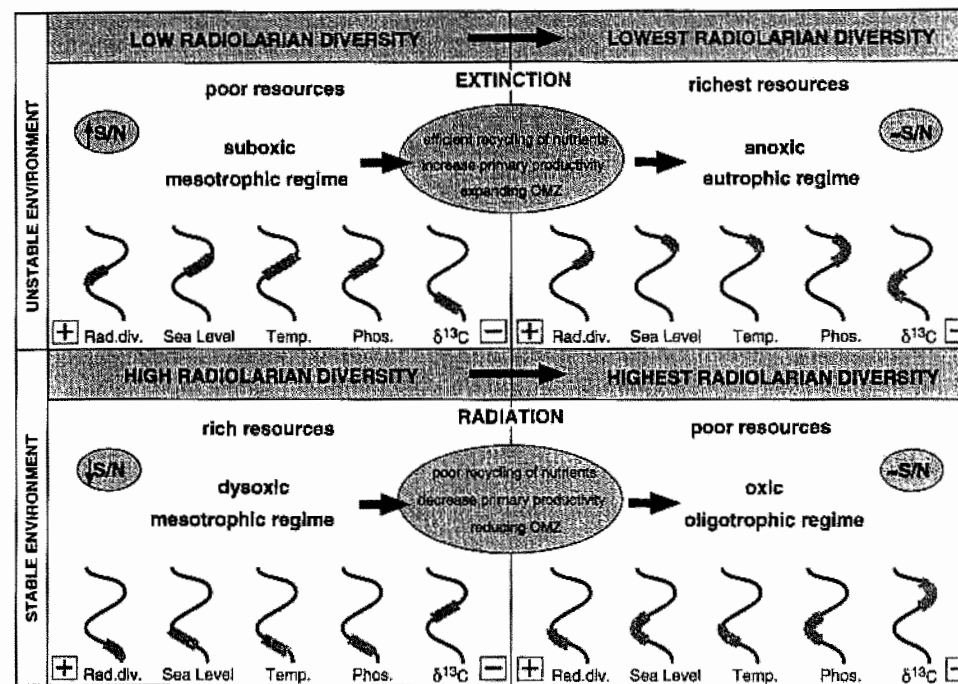 UNSTABLE ENVIRONMENT
LOW RADIOLARIAN DIVERSITY
LOWEST RADIOLARIAN DIVERSITY
EXTINCTION
poor resources
richest resources
↑S/N
~S/N
efficient recycling of nutrients
increase primary productivity
expanding OMZ
suboxic
mesotrophic regime
anoxic
eutrophic regime
+ Rad.div. Sea Level Temp. Phos. δ¹³C −
+ Rad.div. Sea Level Temp. Phos. δ¹³C −
STABLE ENVIRONMENT
HIGH RADIOLARIAN DIVERSITY
HIGHEST RADIOLARIAN DIVERSITY
RADIATION
rich resources
poor resources
↓S/N
~S/N
poor recycling of nutrients
decrease primary productivity
reducing OMZ
dysoxic
mesotrophic regime
oxic
oligotrophic regime
+ Rad.div. Sea Level Temp. Phos. δ¹³C −
+ Rad.div. Sea Level Temp. Phos. δ¹³C −